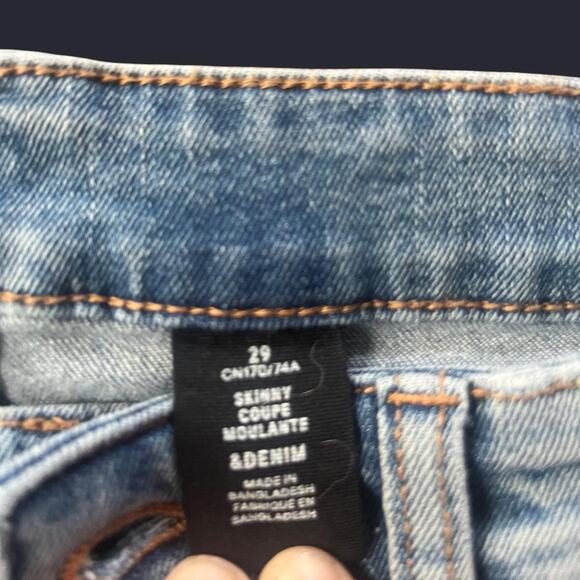 29
CN170/74A
SKINNY
COUPE
MOULANTE
&DENIM
MADE IN
BANGLADESH
FABRIQUÉ EN
BANGLADESH